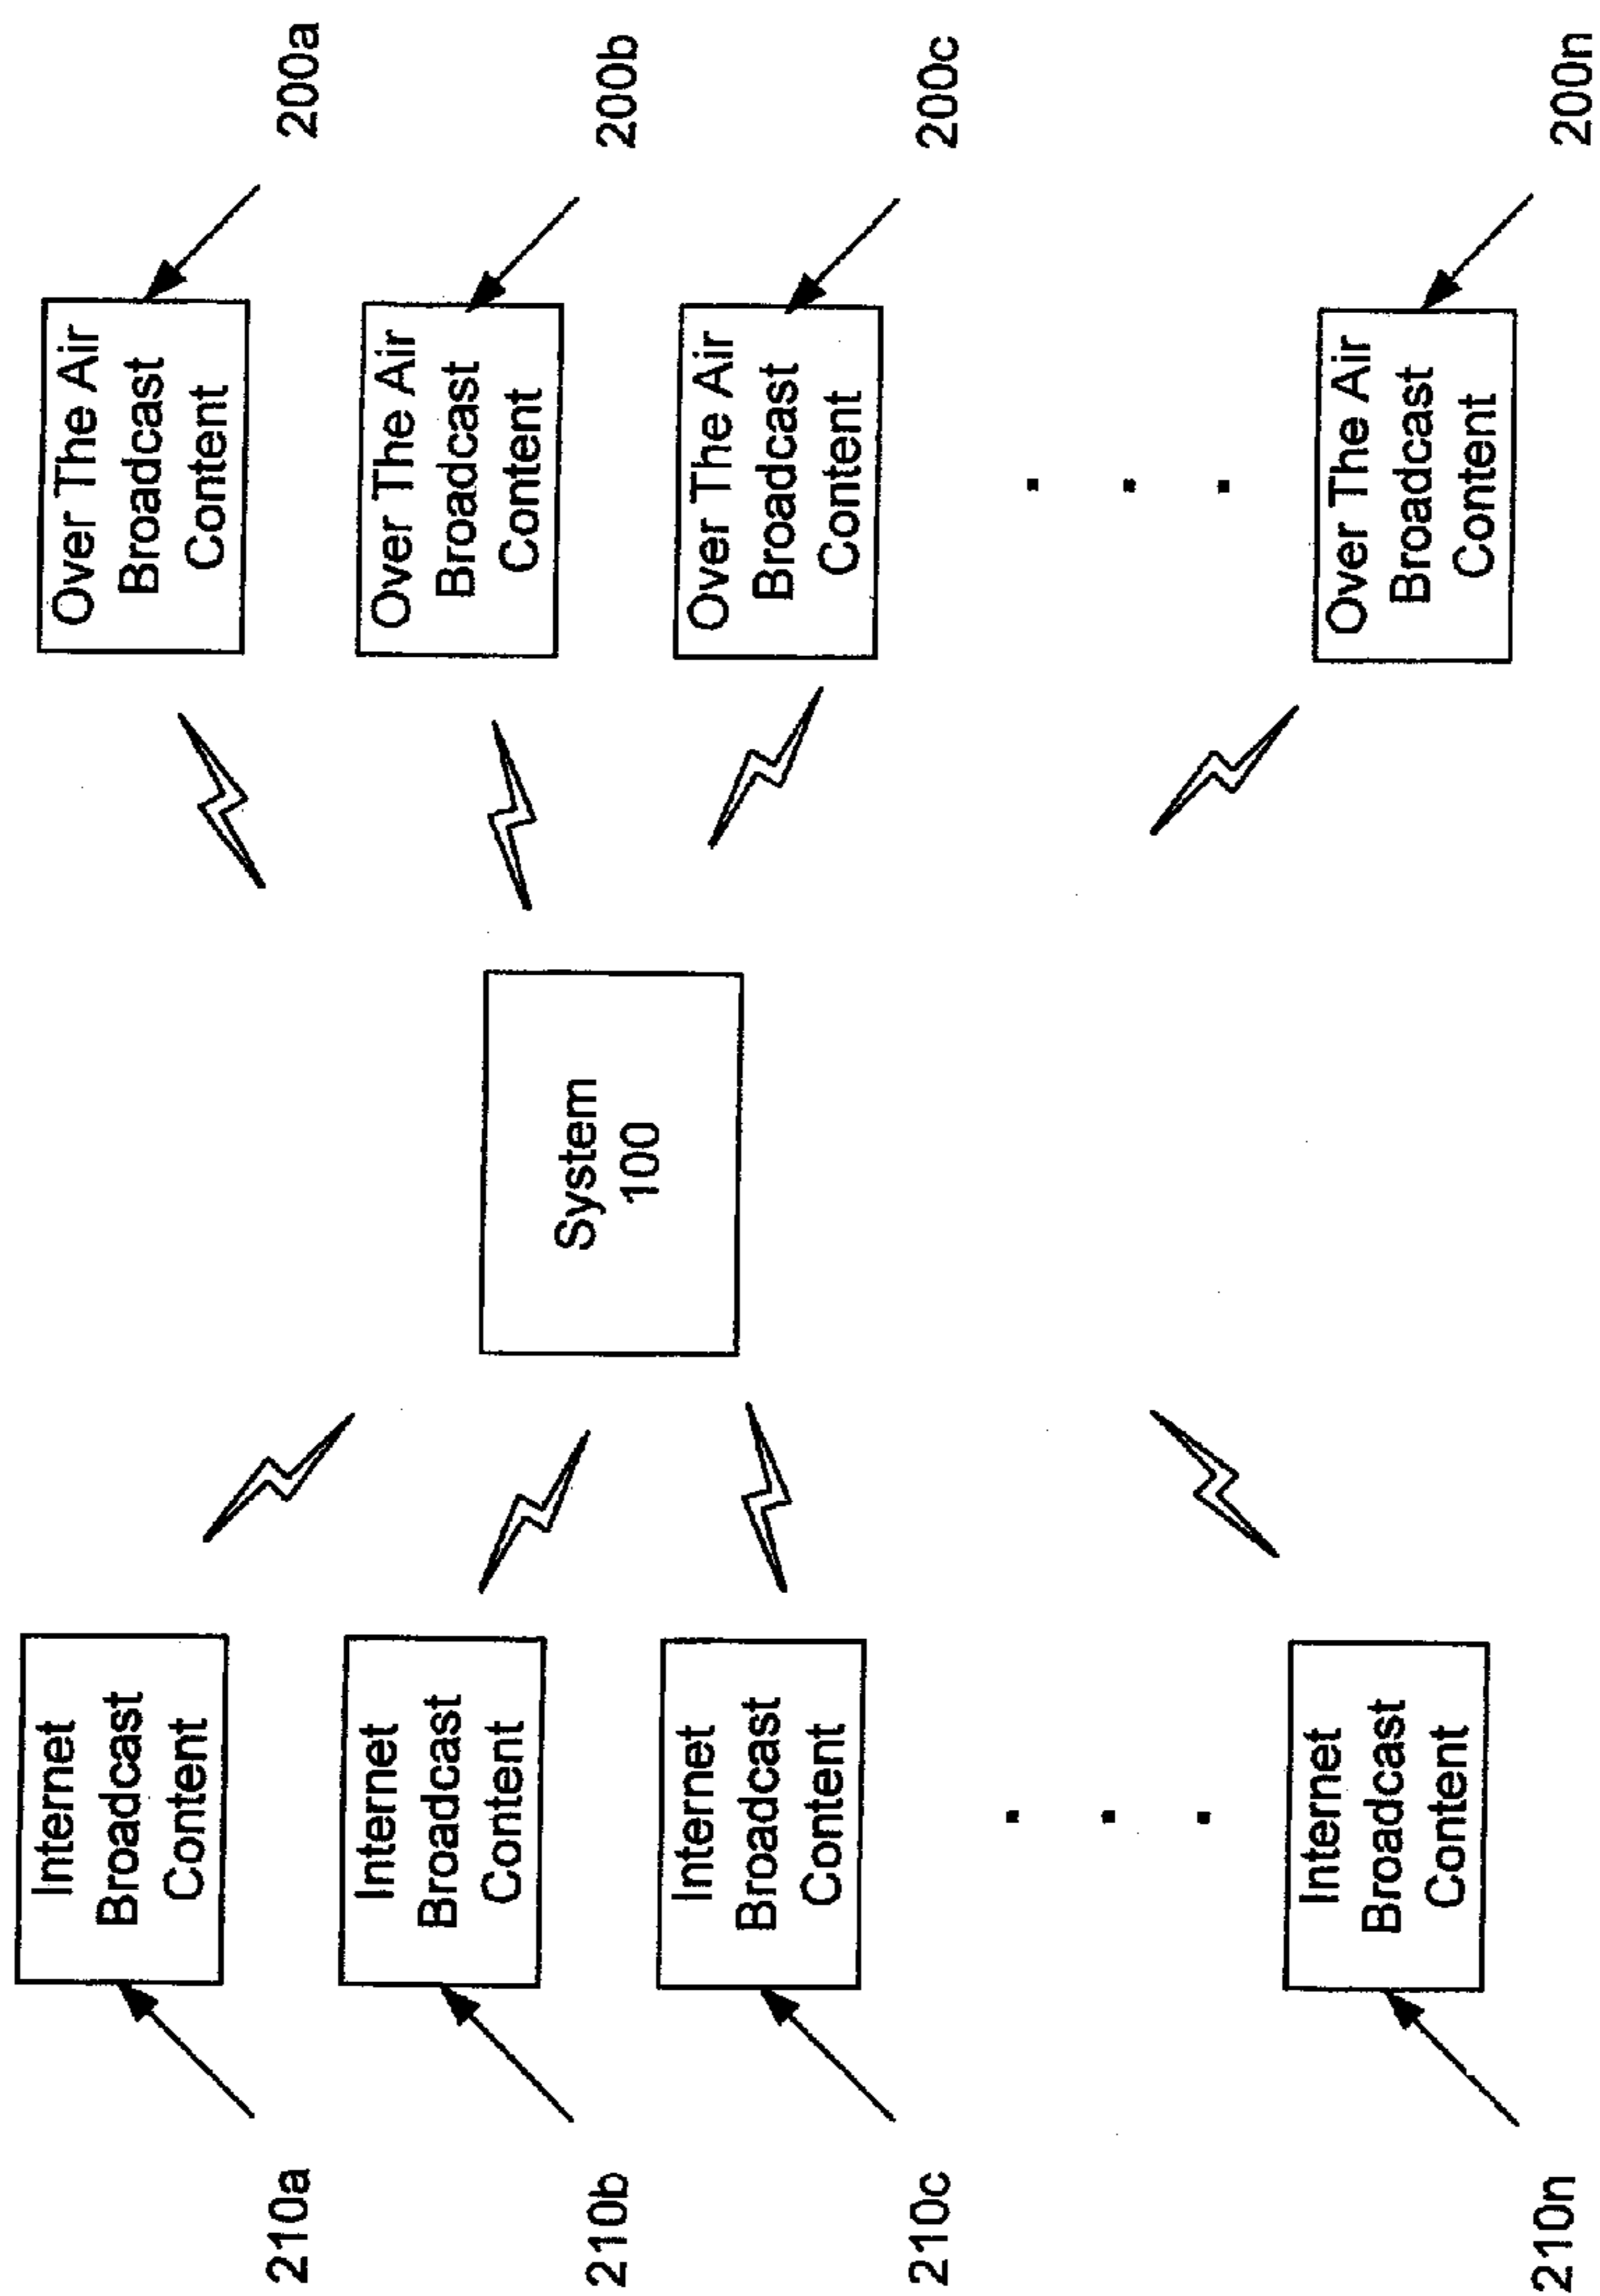 210a
Internet
Broadcast
Content
210b
Internet
Broadcast
Content
210c
Internet
Broadcast
Content
210n
Internet
Broadcast
Content
System
100
Over The Air
Broadcast
Content
200a
Over The Air
Broadcast
Content
200b
Over The Air
Broadcast
Content
200c
Over The Air
Broadcast
Content
200n